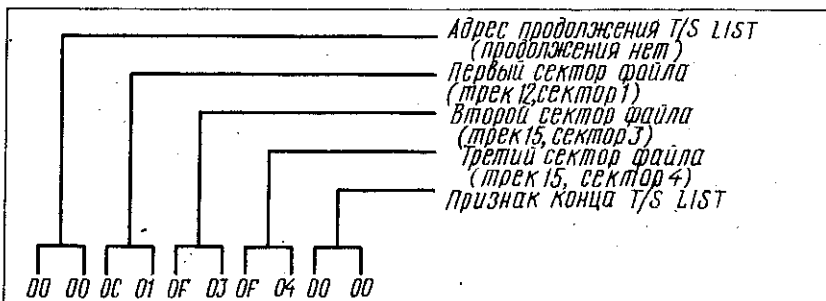 Адрес продолжения T/S LIST
(продолжения нет)
Первый сектор файла
(трек 12, сектор 1)
Второй сектор файла
(трек 15, сектор 3)
Третий сектор файла
(трек 15, сектор 4)
Признак конца T/S LIST
00 00 0C 01 0F 03 0F 04 00 00